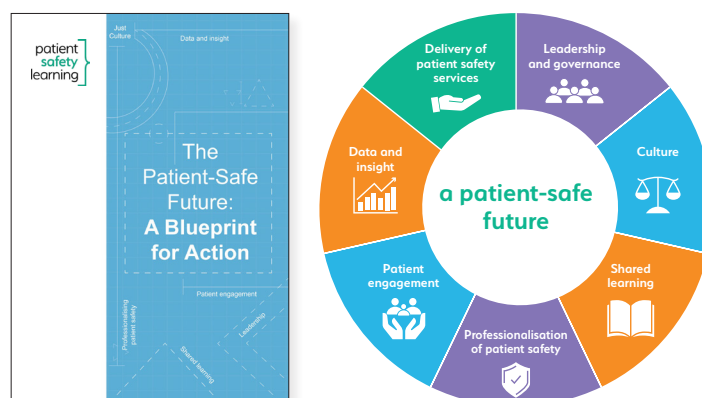 patient
safety
learning
Just
Culture
Data and insight
The
Patient-Safe
Future:
A Blueprint
for Action
Patient engagement
Professionalising
patient safety
Leadership
Shared learning
Delivery of
patient safety
services
Leadership
and governance
Culture
Shared
learning
Professionalisation
of patient safety
Patient
engagement
Data and
insight
a patient-safe
future